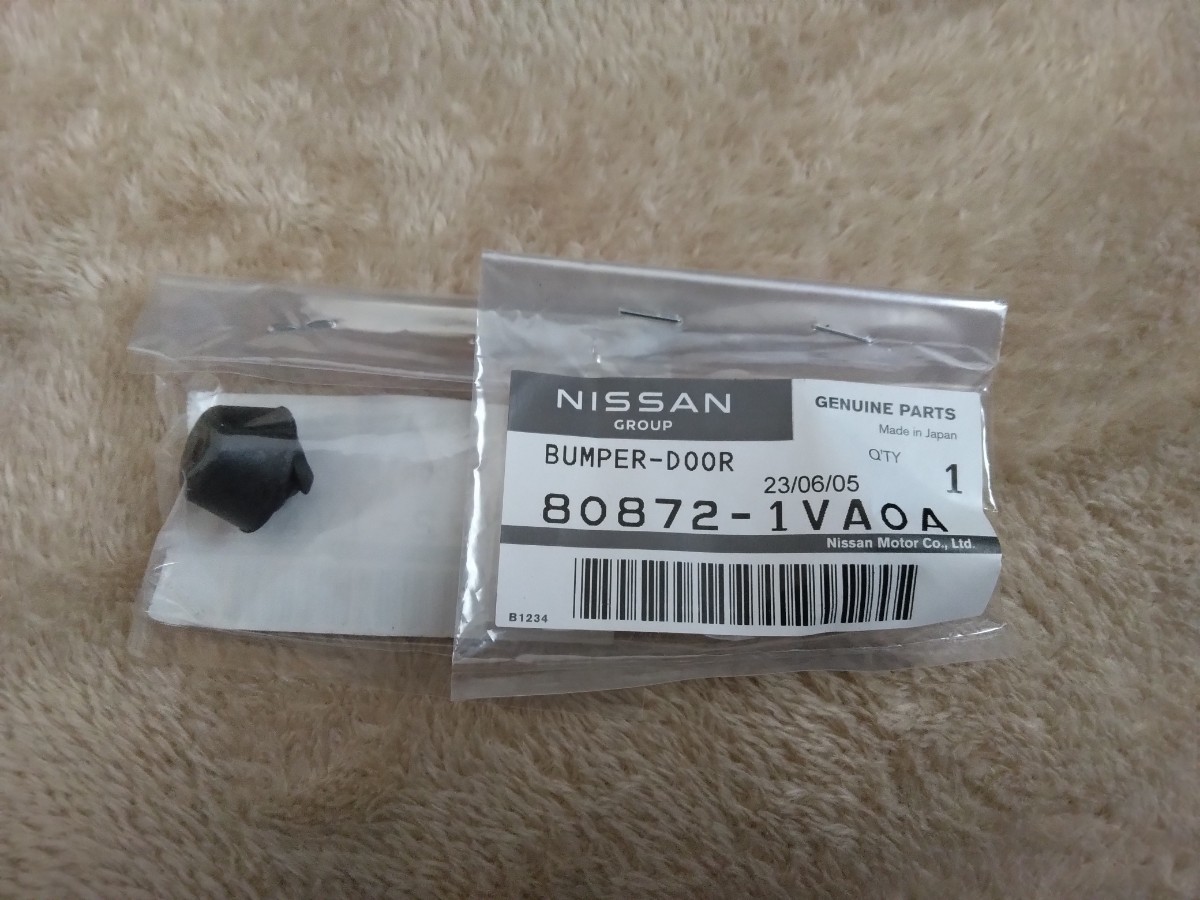 NISSAN
GROUP
GENUINE PARTS
Made in Japan
BUMPER-DOOR
Q'TY 1
23/06/05
80872-1VA0A
Nissan Motor Co., Ltd.
B1234